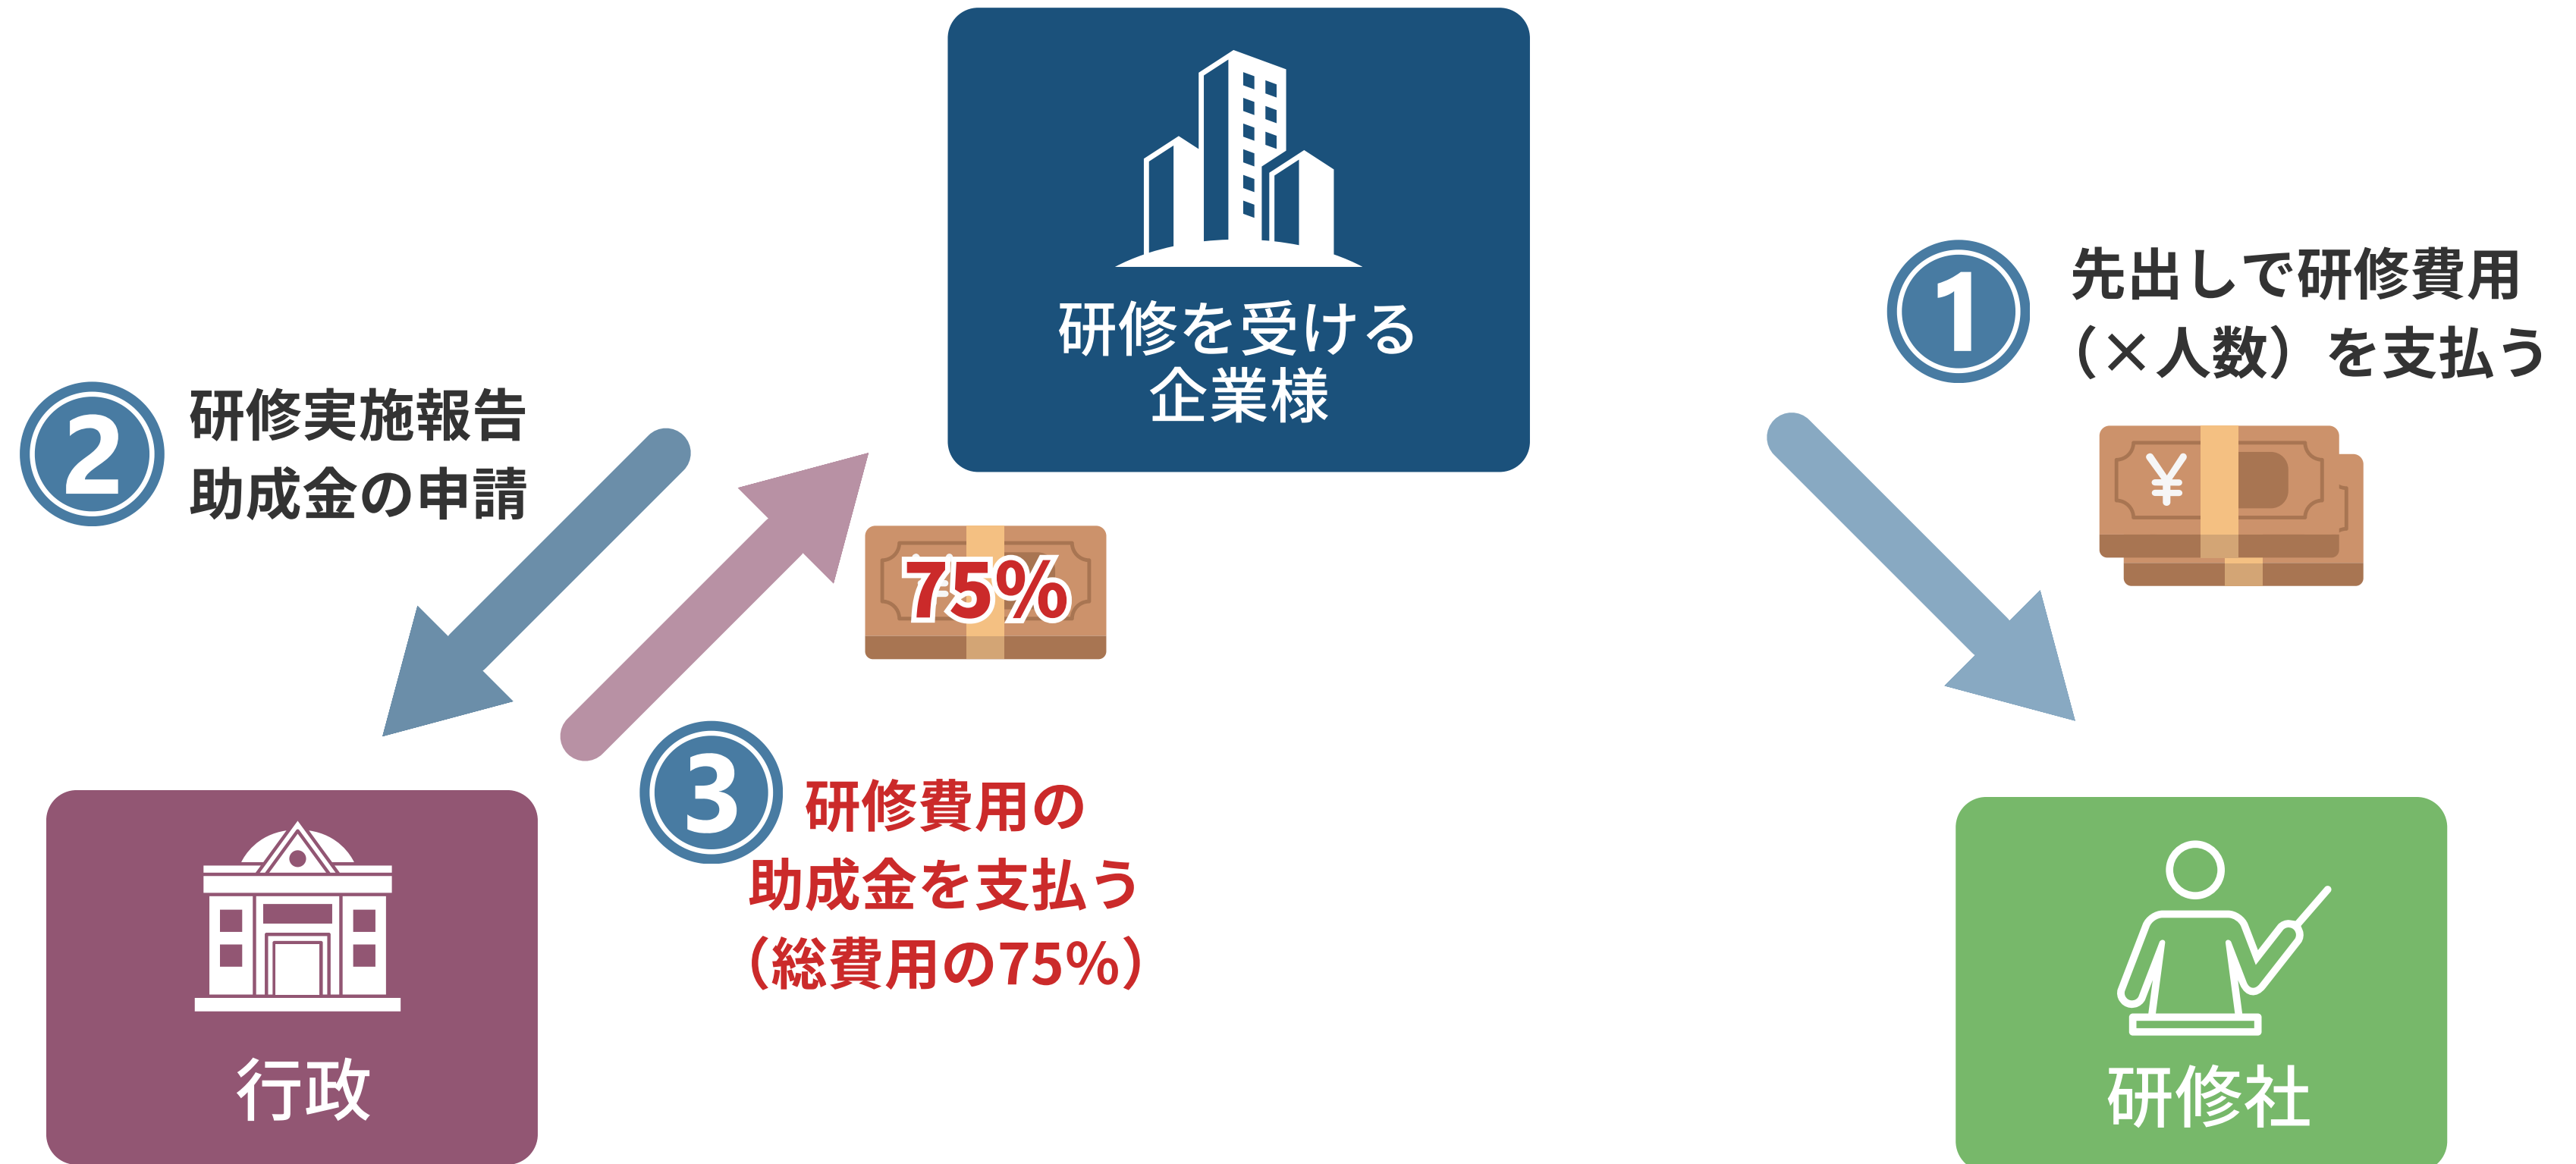 研修を受ける
企業様
1
先出しで研修費用
（×人数）を支払う
¥
2
研修実施報告
助成金の申請
75%
3
研修費用の
助成金を支払う
（総費用の75%）
行政
研修社